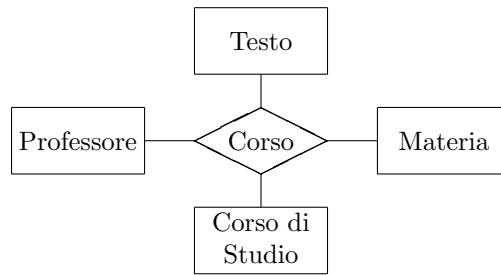 Testo
Professore
Corso
Materia
Corso di
Studio